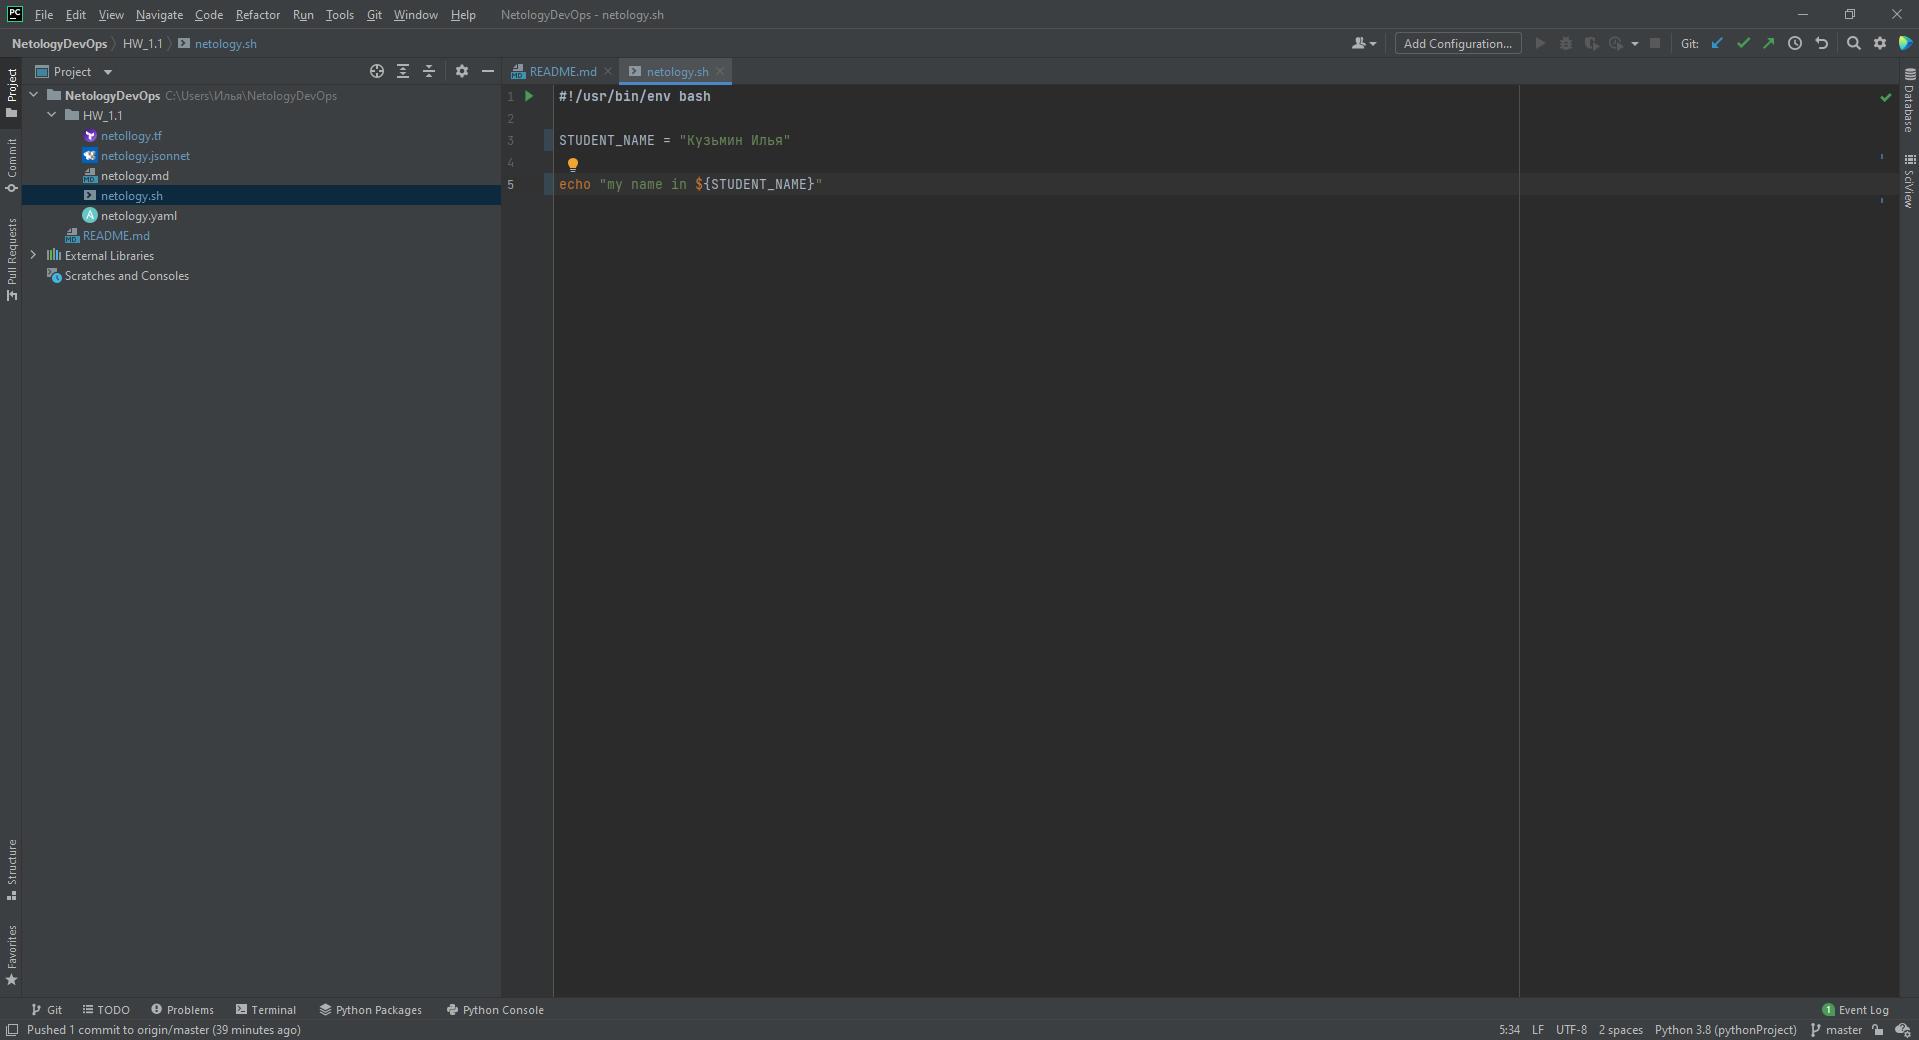 PC File Edit View Navigate Code Refactor Run Tools Git Window Help NetologyDevOps - netology.sh
NetologyDevOps HW_1.1 netology.sh Add Configuration... Git:
Project
README.md netology.sh
NetologyDevOps C:\Users\Илья\NetologyDevOps
HW_1.1
netollogy.tf
netology.jsonnet
netology.md
netology.sh
netology.yaml
README.md
External Libraries
Scratches and Consoles
Project
Commit
Pull Requests
Structure
Favorites
1 #!/usr/bin/env bash
2
3 STUDENT_NAME = "Кузьмин Илья"
4
5 echo "my name in ${STUDENT_NAME}"
Database
SciView
Git TODO Problems Terminal Python Packages Python Console 1 Event Log
Pushed 1 commit to origin/master (39 minutes ago) 5:34 LF UTF-8 2 spaces Python 3.8 (pythonProject) master